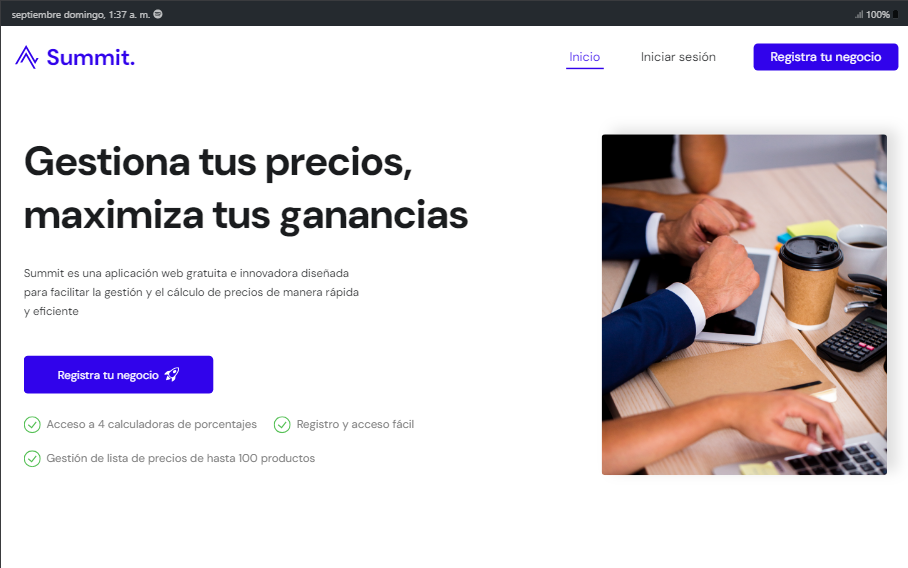 septiembre domingo, 1:37 a. m.
100%
Summit.
Inicio
Iniciar sesión
Registra tu negocio
Gestiona tus precios,
maximiza tus ganancias
Summit es una aplicación web gratuita e innovadora diseñada
para facilitar la gestión y el cálculo de precios de manera rápida
y eficiente
Registra tu negocio
Acceso a 4 calculadoras de porcentajes
Registro y acceso fácil
Gestión de lista de precios de hasta 100 productos